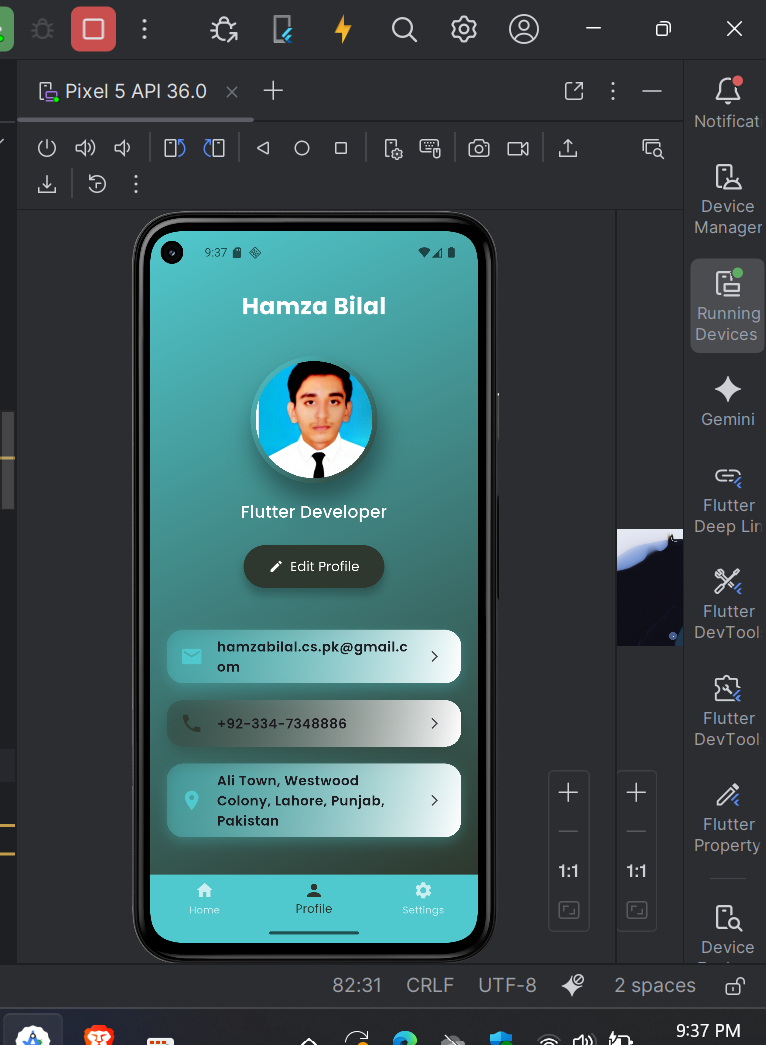 Pixel 5 API 36.0
Notificat
Device
Manager
Running
Devices
Gemini
Flutter
Deep Lin
Flutter
DevTool
Flutter
DevTool
Flutter
Property
Device
9:37
Hamza Bilal
Flutter Developer
Edit Profile
hamzabilal.cs.pk@gmail.c
om
+92-334-7348886
Ali Town, Westwood
Colony, Lahore, Punjab,
Pakistan
Home
Profile
Settings
1:1
1:1
82:31 CRLF UTF-8 2 spaces
9:37 PM